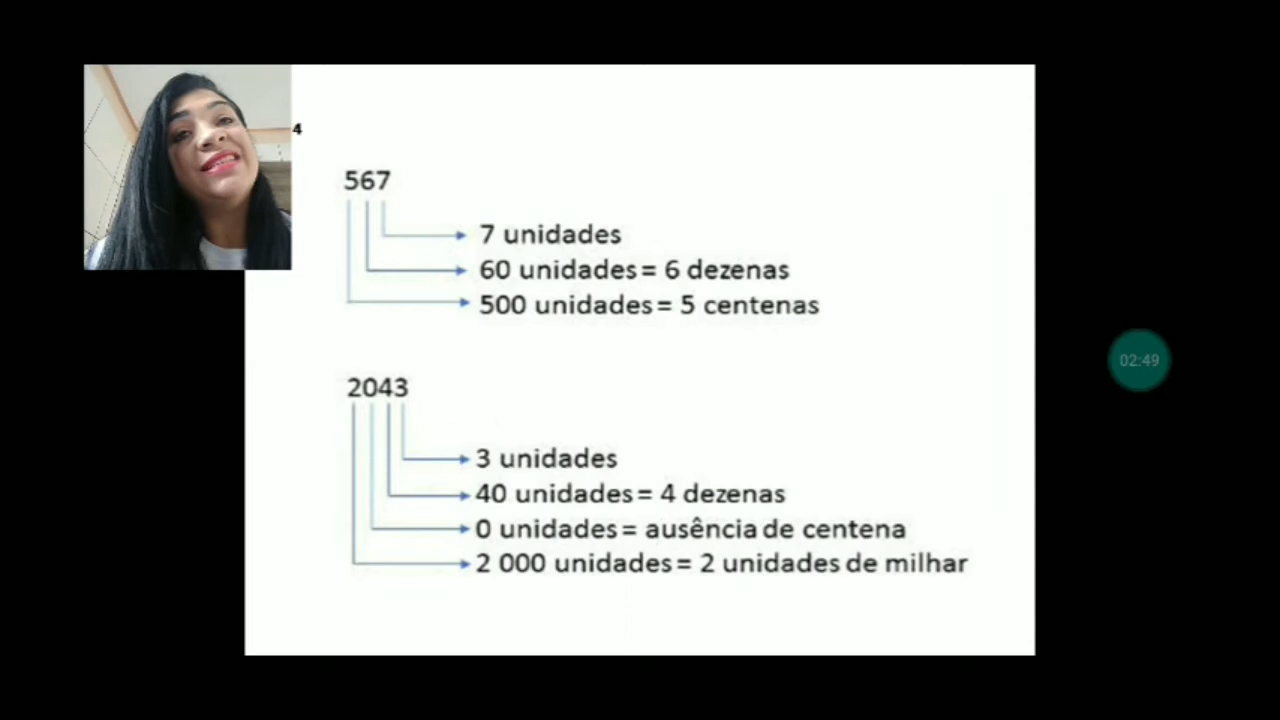 4
567
7 unidades
60 unidades = 6 dezenas
500 unidades = 5 centenas
2043
3 unidades
40 unidades = 4 dezenas
0 unidades = ausência de centena
2 000 unidades = 2 unidades de milhar
02:49